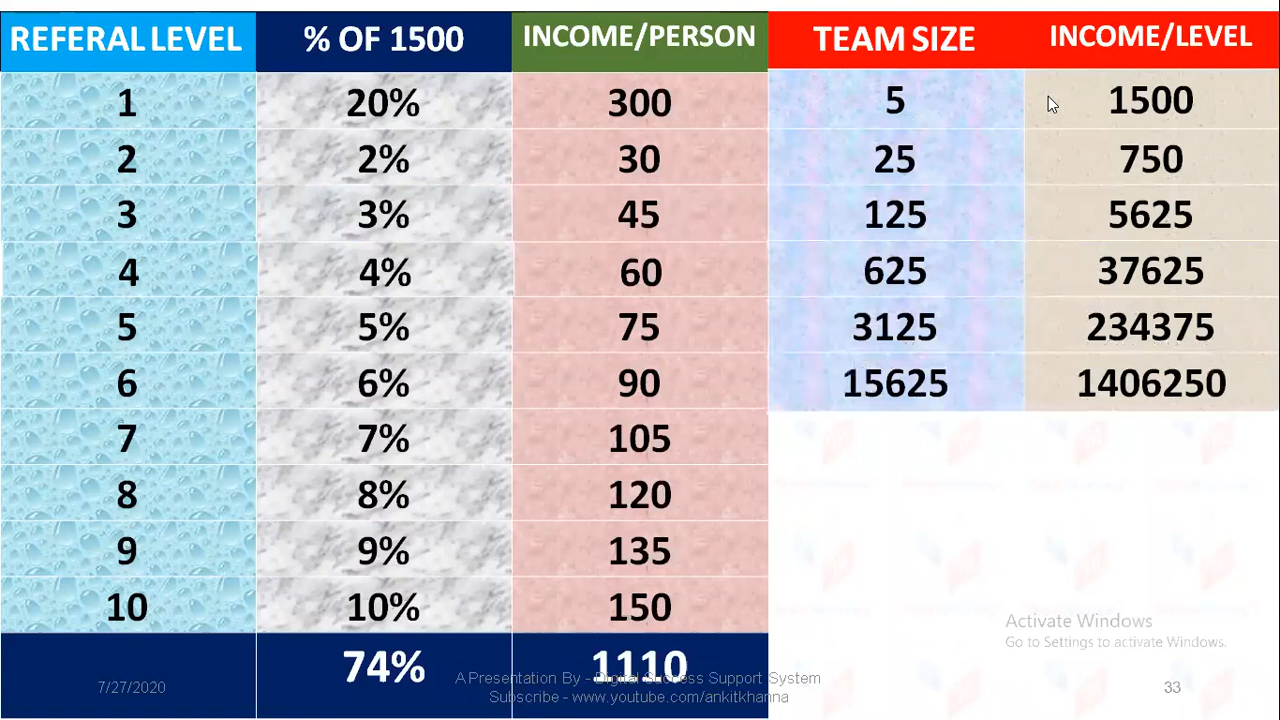 REFERAL LEVEL % OF 1500 INCOME/PERSON TEAM SIZE INCOME/LEVEL
1 20% 300 5 1500
2 2% 30 25 750
3 3% 45 125 5625
4 4% 60 625 37625
5 5% 75 3125 234375
6 6% 90 15625 1406250
7 7% 105
8 8% 120
9 9% 135
10 10% 150
74% 1110
Activate Windows
Go to Settings to activate Windows.
7/27/2020
A Presentation By - Digital Success Support System
Subscribe - www.youtube.com/ankitkhanna
33